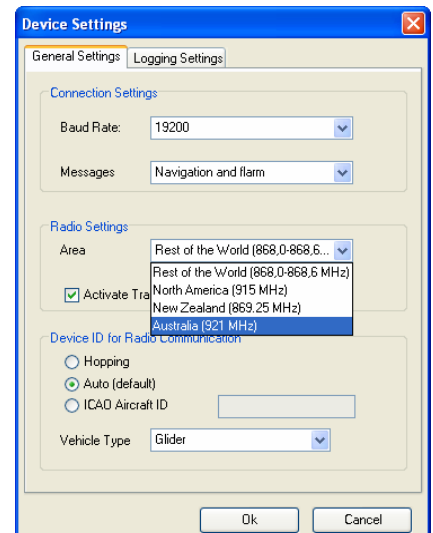 Device Settings
General Settings Logging Settings
Connection Settings
Baud Rate: 19200
Messages Navigation and flarm
Radio Settings
Area Rest of the World (868,0-868,6...
Rest of the World (868,0-868,6 MHz)
North America (915 MHz)
Activate Tra
New Zealand (869.25 MHz)
Australia (921 MHz)
Device ID for Radio Communication
Hopping
Auto (default)
ICAO Aircraft ID
Vehicle Type Glider
Ok Cancel